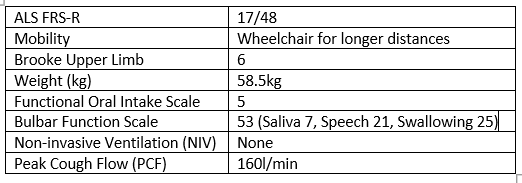 ALS FRS-R 17/48
Mobility Wheelchair for longer distances
Brooke Upper Limb 6
Weight (kg) 58.5kg
Functional Oral Intake Scale 5
Bulbar Function Scale 53 (Saliva 7, Speech 21, Swallowing 25)
Non-invasive Ventilation (NIV) None
Peak Cough Flow (PCF) 160l/min